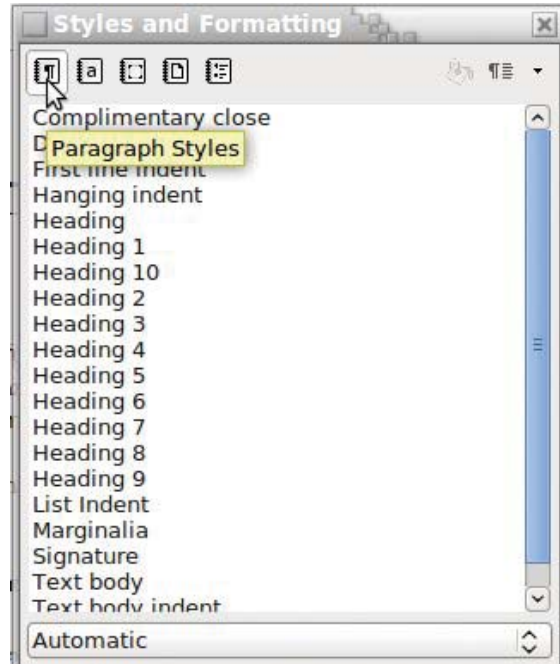 Styles and Formatting
a
Complimentary close
D
Paragraph Styles
First line indent
Hanging indent
Heading
Heading 1
Heading 10
Heading 2
Heading 3
Heading 4
Heading 5
Heading 6
Heading 7
Heading 8
Heading 9
List Indent
Marginalia
Signature
Text body
Text body indent
Automatic